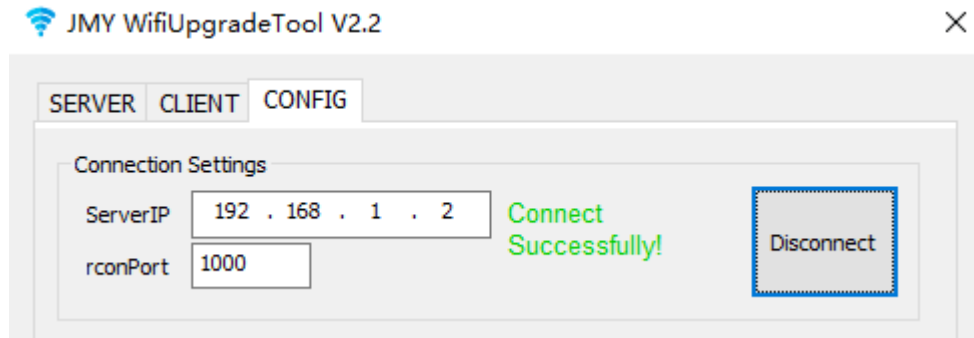 JMY WifiUpgradeTool V2.2
SERVER CLIENT CONFIG
Connection Settings
ServerIP 192 . 168 . 1 . 2
Connect
Successfully!
Disconnect
rconPort 1000